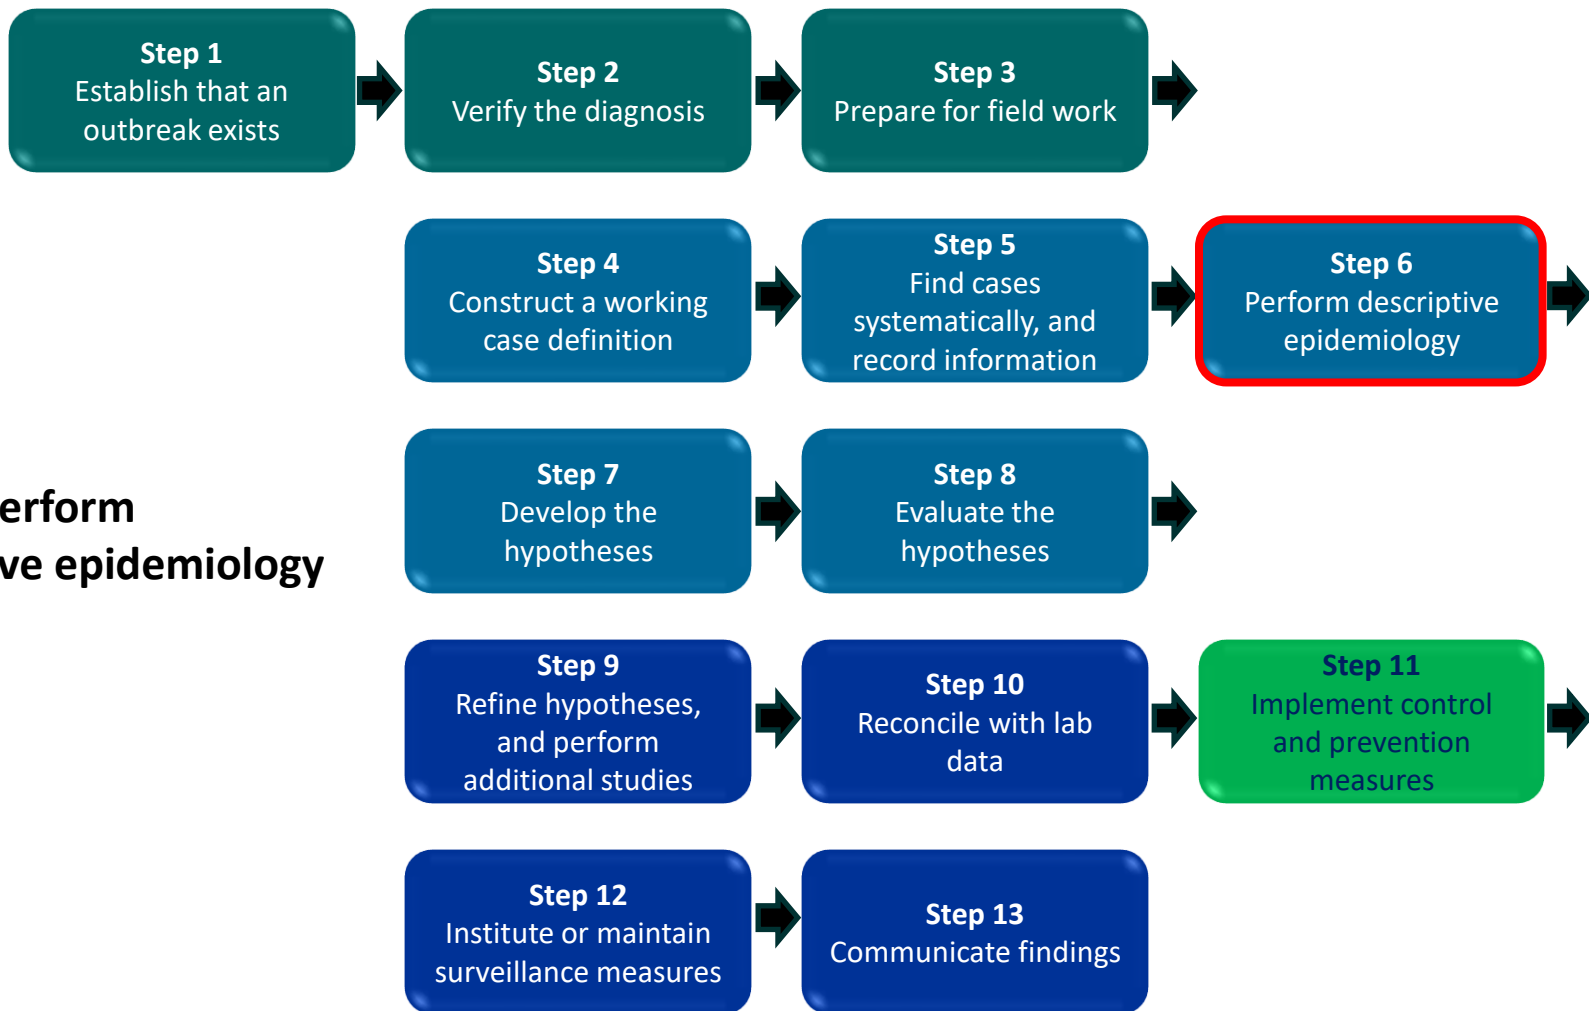 Step 1
Establish that an
outbreak exists
Step 2
Verify the diagnosis
Step 3
Prepare for field work
Step 4
Construct a working
case definition
Step 5
Find cases
systematically, and
record information
Step 6
Perform descriptive
epidemiology
erform
ve epidemiology
Step 7
Develop the
hypotheses
Step 8
Evaluate the
hypotheses
Step 9
Refine hypotheses,
and perform
additional studies
Step 10
Reconcile with lab
data
Step 11
Implement control
and prevention
measures
Step 12
Institute or maintain
surveillance measures
Step 13
Communicate findings